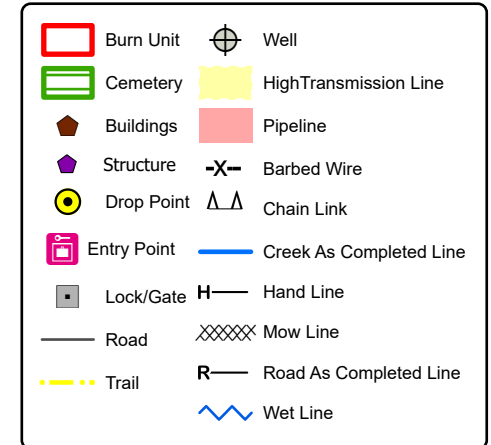 Burn Unit
Cemetery
Buildings
Structure
Drop Point
Entry Point
Lock/Gate
Road
Trail
Well
HighTransmission Line
Pipeline
-X-- Barbed Wire
Chain Link
Creek As Completed Line
H Hand Line
Mow Line
R Road As Completed Line
Wet Line